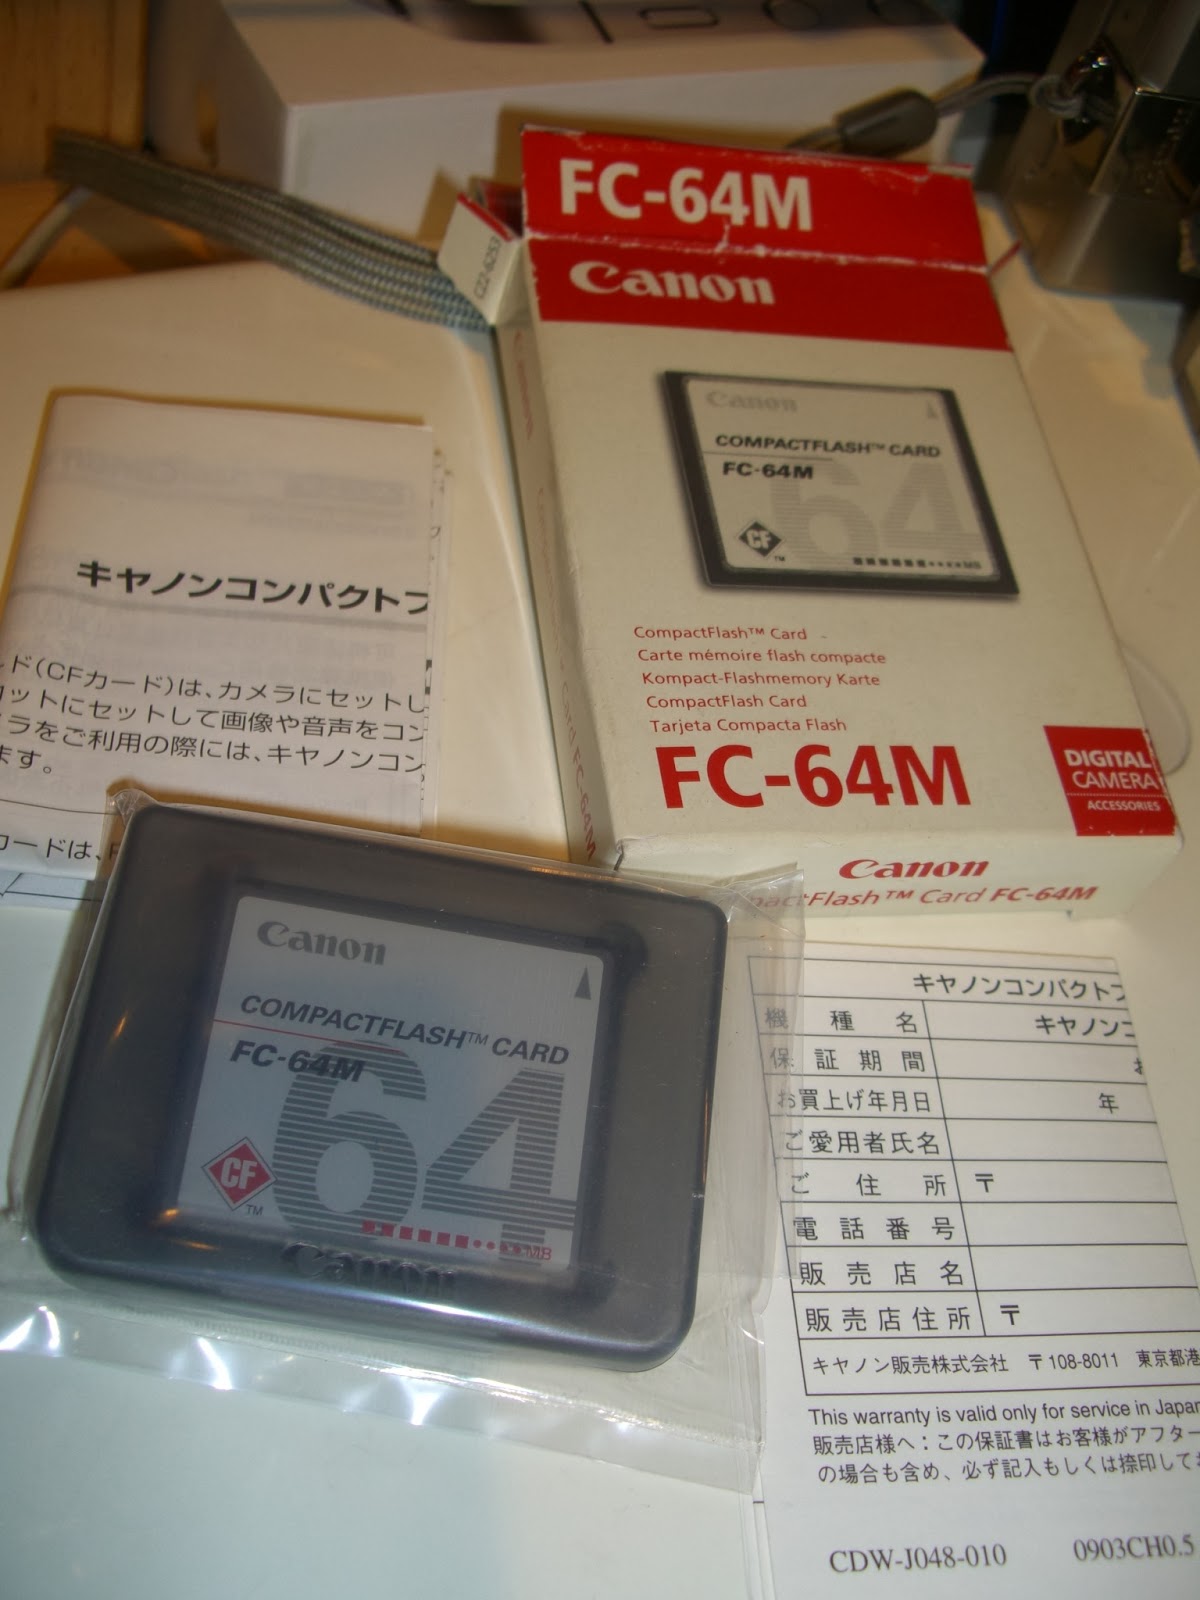 FC-64M
Canon
CD2-6253
Canon
COMPACTFLASH™ CARD
FC-64M
64
CF
™
MB
CompactFlash™ Card
Carte mémoire flash compacte
Kompact-Flashmemory Karte
CompactFlash Card
Tarjeta Compacta Flash
FC-64M
DIGITAL
CAMERA
ACCESSORIES
Canon
pactFlash™ Card FC-64M
Card FC-64M
キヤノンコンパクトフ
ド(CFカード)は、カメラにセットし
ットにセットして画像や音声をコン
ラをご利用の際には、キヤノンコン
ます。
カードは、F
Canon
COMPACTFLASH™ CARD
FC-64M
64
CF
TM
MB
Canon
キヤノンコンパクトフ
機種名 キヤノンコ
保証期間 お
お買上げ年月日 年
ご愛用者氏名
ご住所 〒
電話番号
販売店名
販売店住所 〒
キヤノン販売株式会社 〒108-8011 東京都港
This warranty is valid only for service in Japan
販売店様へ：この保証書はお客様がアフター
の場合も含め、必ず記入もしくは捺印してお
CDW-J048-010 0903CH0.5